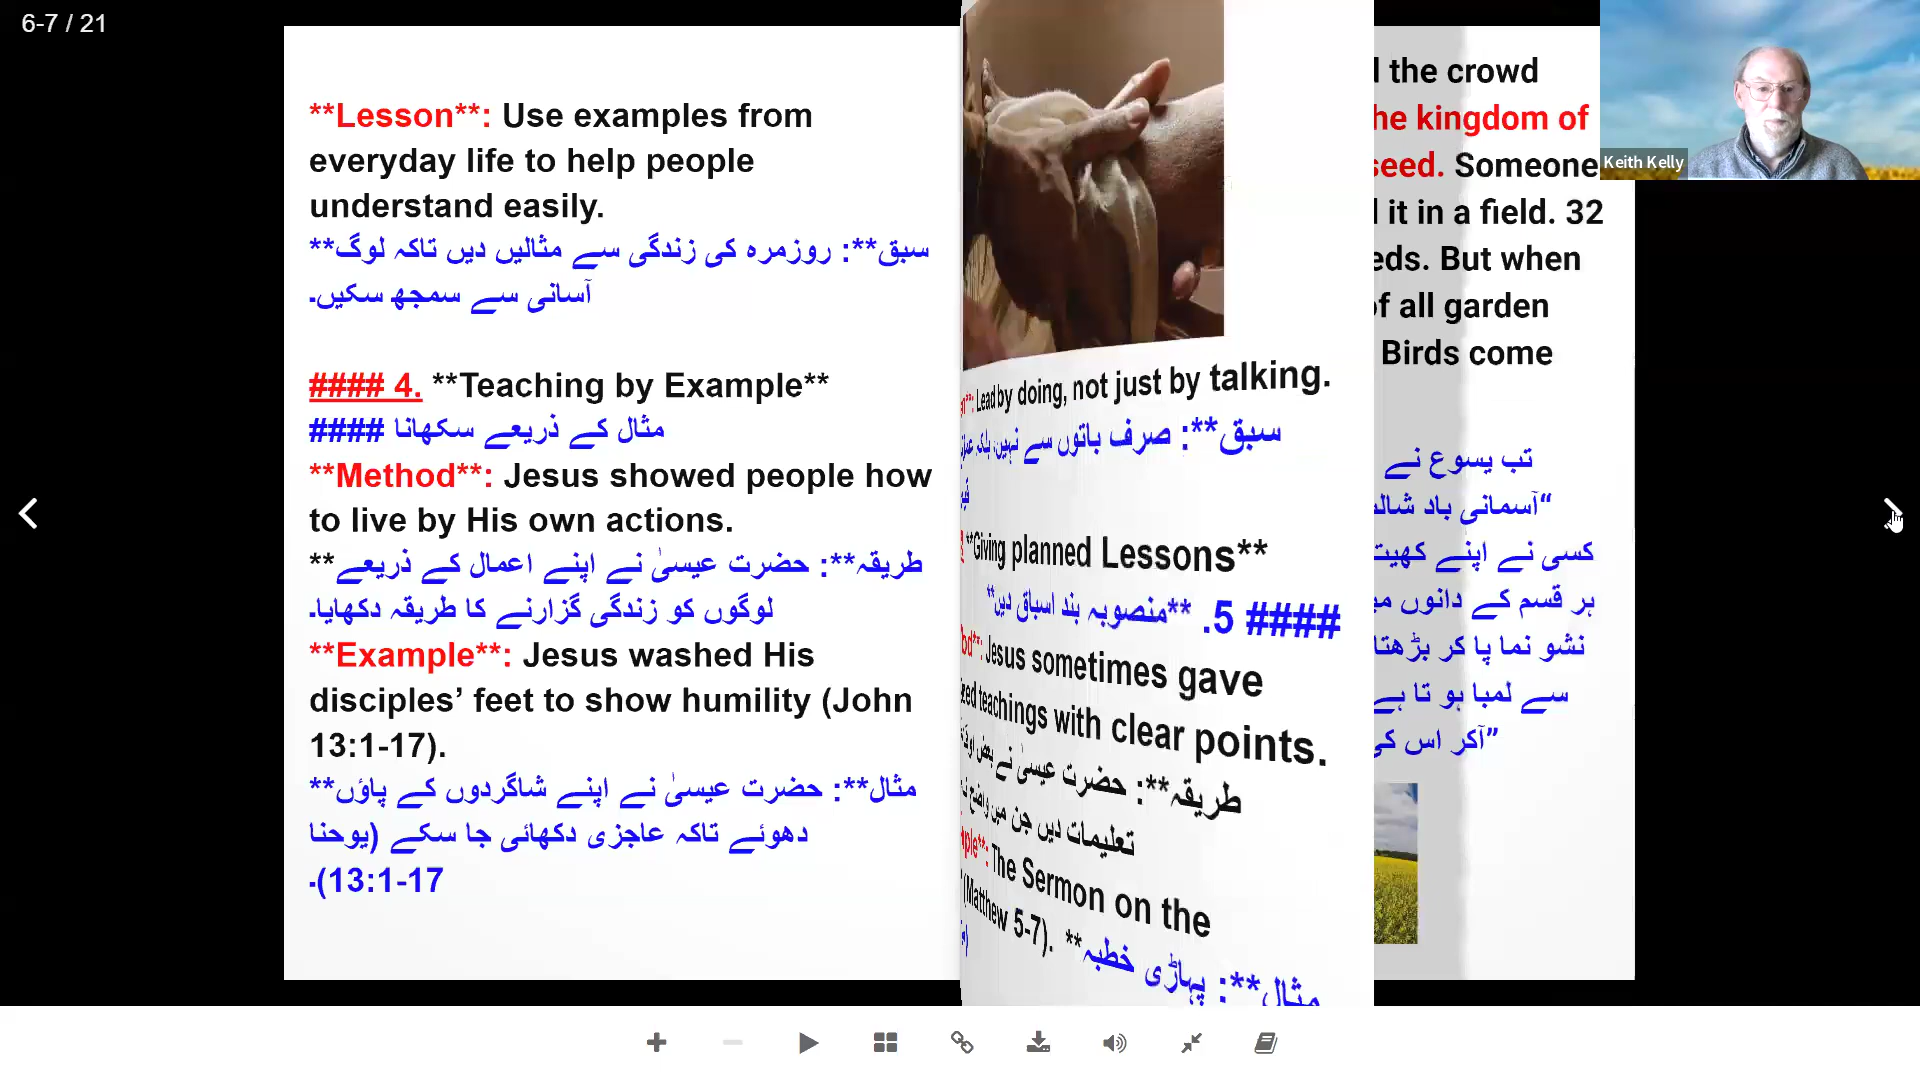 6-7 / 21
**Lesson**: Use examples from
everyday life to help people
understand easily.
**سبق**: روزمرہ کی زندگی سے مثالیں دیں تاکہ لوگ
آسانی سے سمجھ سکیں۔
#### 4. **Teaching by Example**
#### مثال کے ذریعے سکھانا
**Method**: Jesus showed people how
to live by His own actions.
**طریقہ**: حضرت عیسیٰ نے اپنے اعمال کے ذریعے
لوگوں کو زندگی گزارنے کا طریقہ دکھایا۔
**Example**: Jesus washed His
disciples’ feet to show humility (John
13:1-17).
**مثال**: حضرت عیسیٰ نے اپنے شاگردوں کے پاؤں
دھوئے تاکہ عاجزی دکھائی جا سکے (یوحنا
13:1-17)۔
Lead by doing, not just by talking.
سبق**: صرف باتوں سے نہیں، بلکہ
**Giving planned Lessons**
#### 5. **منصوبہ بند اسباق دیں**
Jesus sometimes gave
teachings with clear points.
طریقہ**: حضرت عیسیٰ نے بعض
تعلیمات دیں جن میں واضح
The Sermon on the
(Matthew 5-7).
مثال**: پہاڑی خطبہ**
the crowd
the kingdom of
seed. Someone
it in a field. 32
But when
of all garden
Birds come
تب یسوع نے
“آسمانی باد شالم
کسی نے اپنے کھیت
ہر قسم کے دانوں
نشو نما پا کر بڑھتا
سے لمبا ہو تا ہے
آکر اس کی”
Keith Kelly